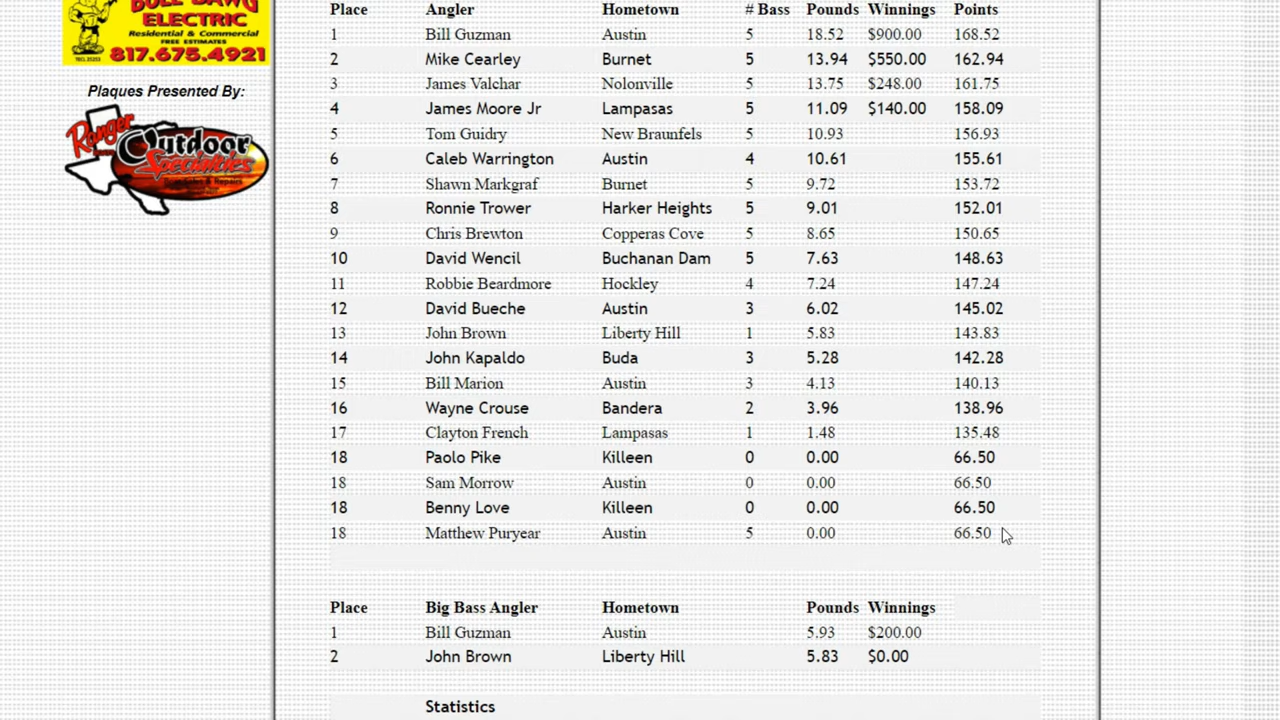 BULL DAWG
ELECTRIC
Residential & Commercial
FREE ESTIMATES
817.675.4921
Plaques Presented By:
Ranger
Outdoor
Specialties
Place Angler Hometown # Bass Pounds Winnings Points
1 Bill Guzman Austin 5 18.52 $900.00 168.52
2 Mike Cearley Burnet 5 13.94 $550.00 162.94
3 James Valchar Nolonville 5 13.75 $248.00 161.75
4 James Moore Jr Lampasas 5 11.09 $140.00 158.09
5 Tom Guidry New Braunfels 5 10.93 156.93
6 Caleb Warrington Austin 4 10.61 155.61
7 Shawn Markgraf Burnet 5 9.72 153.72
8 Ronnie Trower Harker Heights 5 9.01 152.01
9 Chris Brewton Copperas Cove 5 8.65 150.65
10 David Wencil Buchanan Dam 5 7.63 148.63
11 Robbie Beardmore Hockley 4 7.24 147.24
12 David Bueche Austin 3 6.02 145.02
13 John Brown Liberty Hill 1 5.83 143.83
14 John Kapaldo Buda 3 5.28 142.28
15 Bill Marion Austin 3 4.13 140.13
16 Wayne Crouse Bandera 2 3.96 138.96
17 Clayton French Lampasas 1 1.48 135.48
18 Paolo Pike Killeen 0 0.00 66.50
18 Sam Morrow Austin 0 0.00 66.50
18 Benny Love Killeen 0 0.00 66.50
18 Matthew Puryear Austin 5 0.00 66.50
Place Big Bass Angler Hometown Pounds Winnings
1 Bill Guzman Austin 5.93 $200.00
2 John Brown Liberty Hill 5.83 $0.00
Statistics